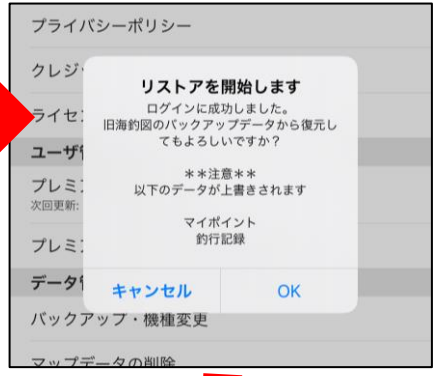 プライバシーポリシー
クレジ
ライセ
ユーザ
プレミ
次回更新:
プレミ
データ
バックアップ・機種変更
マップデータの削除
リストアを開始します
ログインに成功しました。
旧海釣図のバックアップデータから復元し
てもよろしいですか?
**注意**
以下のデータが上書きされます
マイポイント
釣行記録
キャンセル
OK